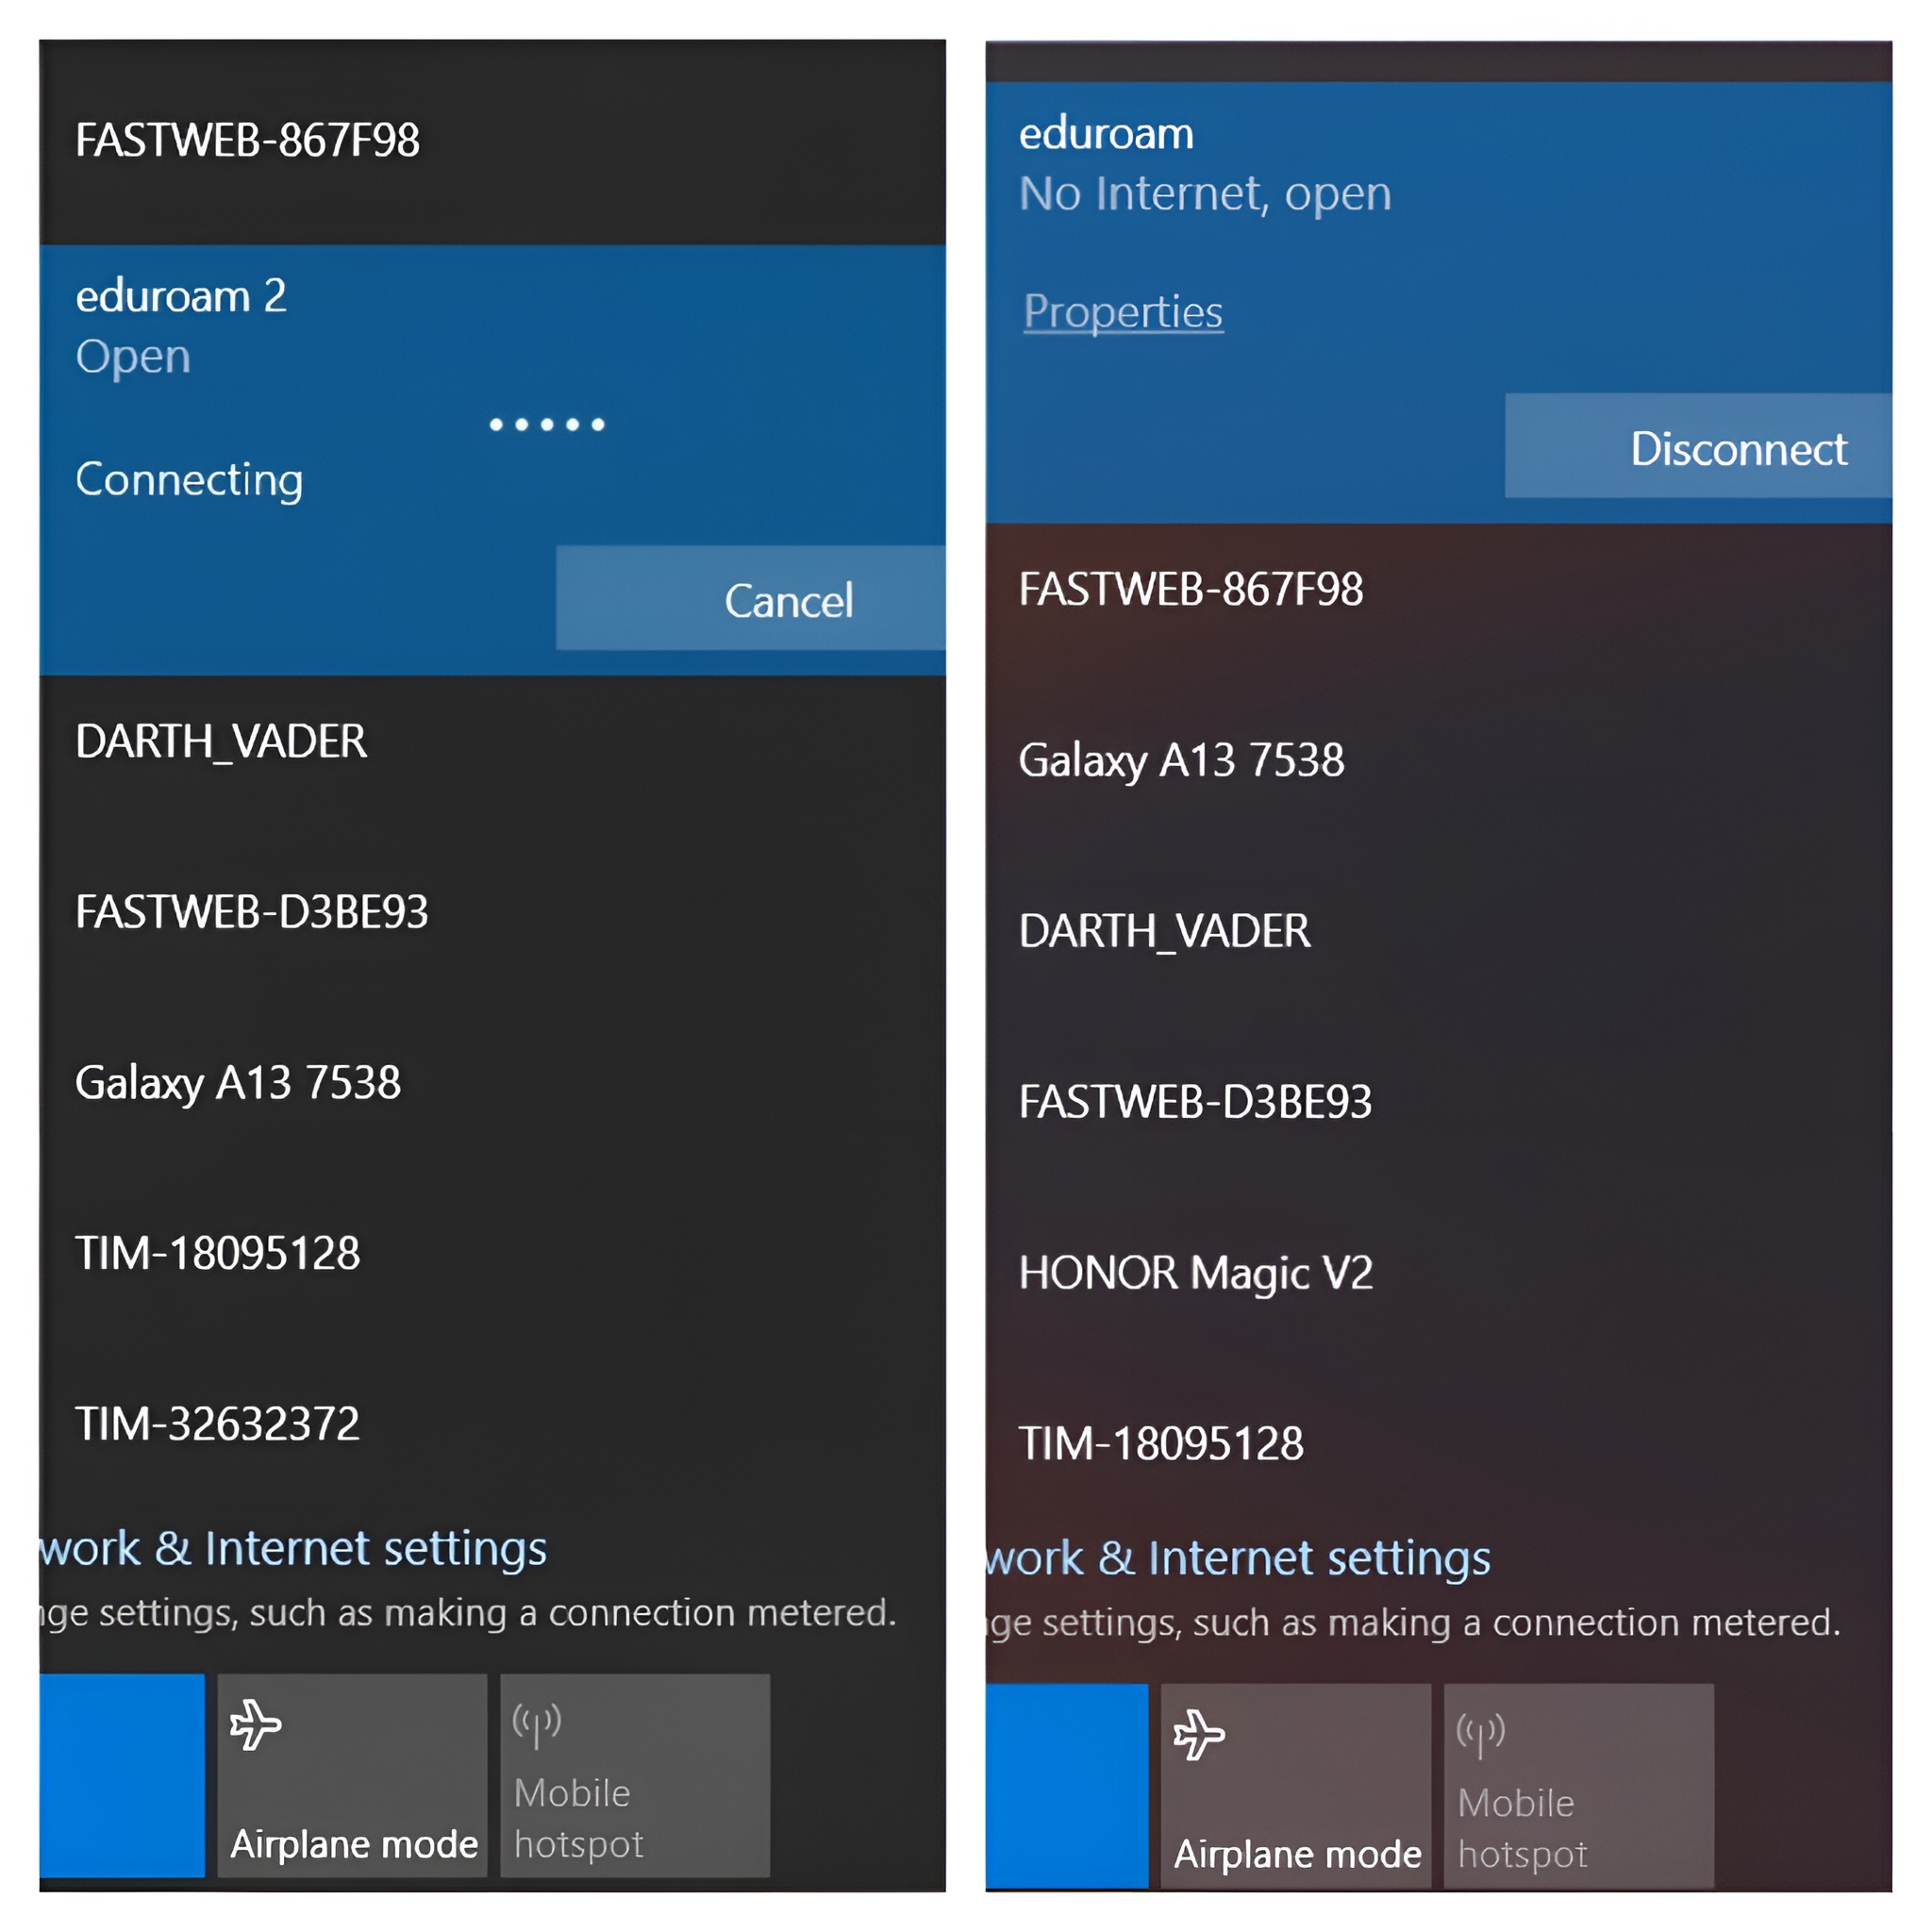 FASTWEB-867F98
eduroam 2
Open
Connecting
Cancel
DARTH_VADER
FASTWEB-D3BE93
Galaxy A13 7538
TIM-18095128
TIM-32632372
work & Internet settings
nge settings, such as making a connection metered.
Airplane mode
Mobile
hotspot
eduroam
No Internet, open
Properties
Disconnect
FASTWEB-867F98
Galaxy A13 7538
DARTH_VADER
FASTWEB-D3BE93
HONOR Magic V2
TIM-18095128
work & Internet settings
nge settings, such as making a connection metered.
Airplane mode
Mobile
hotspot